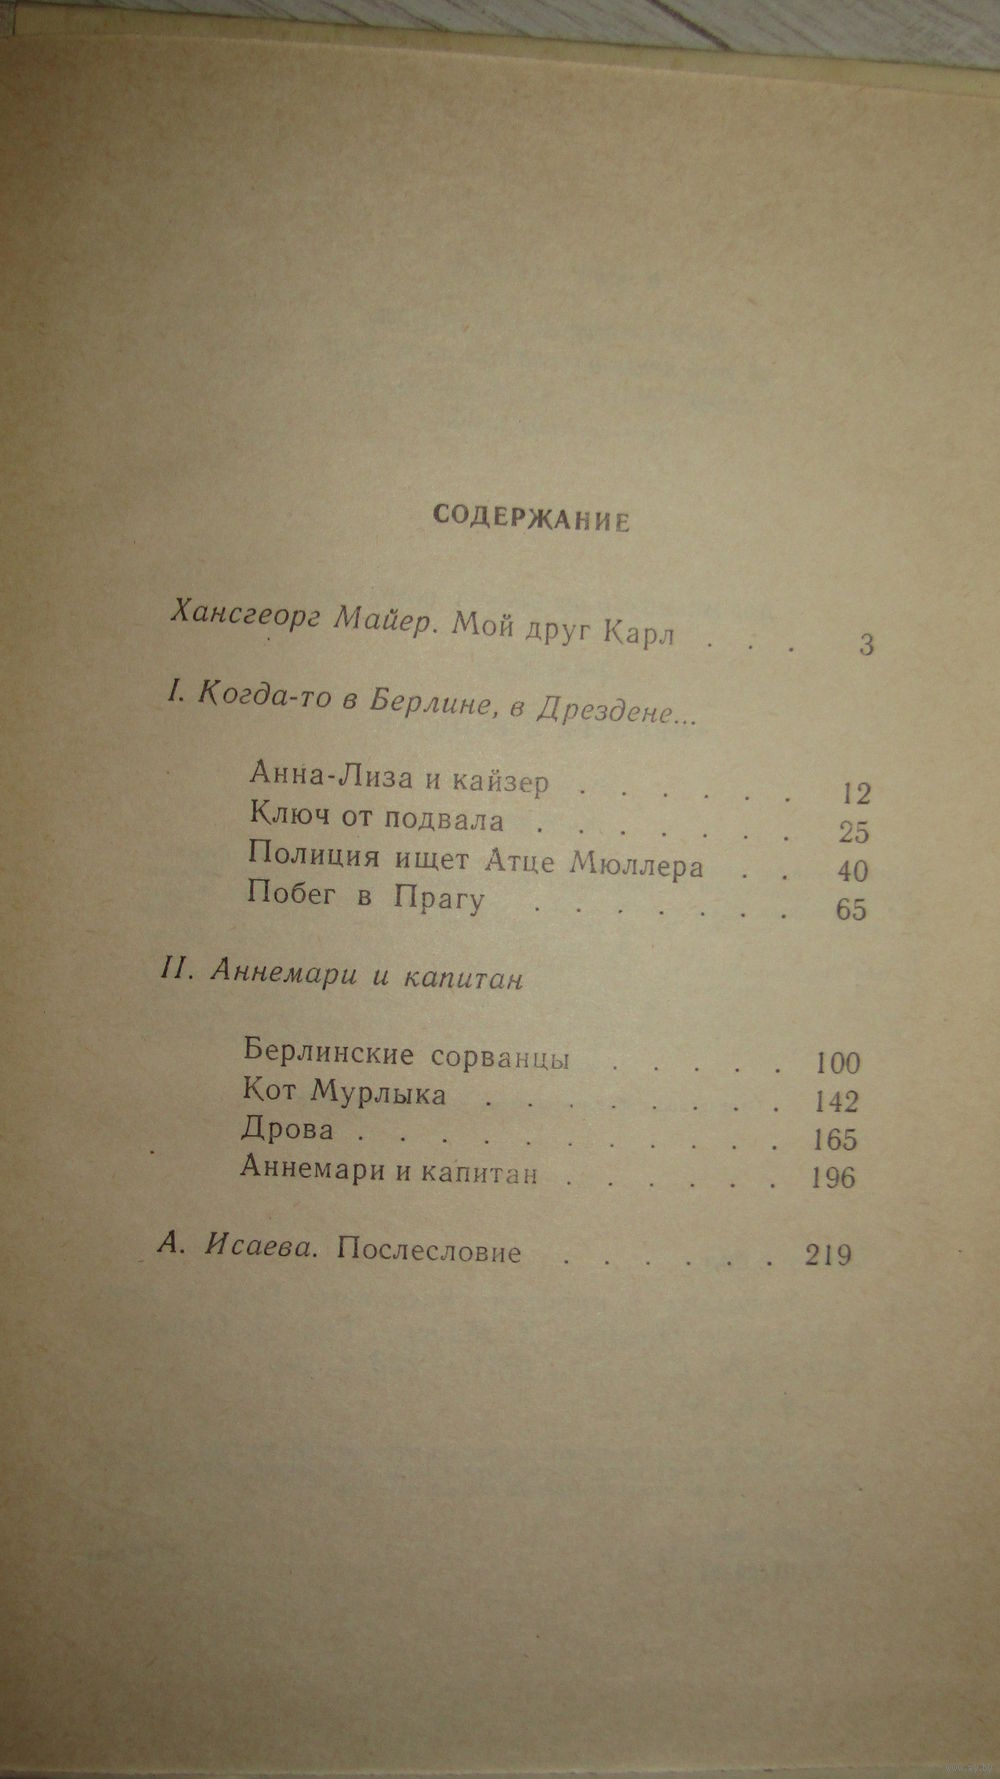 СОДЕРЖАНИЕ
Хансгеорг Майер. Мой друг Карл . . . 3
I. Когда-то в Берлине, в Дрездене...
Анна-Лиза и кайзер . . . . . . 12
Ключ от подвала . . . . . . . 25
Полиция ищет Атце Мюллера . . 40
Побег в Прагу . . . . . . . 65
II. Аннемари и капитан
Берлинские сорванцы . . . . . 100
Кот Мурлыка . . . . . . . . 142
Дрова . . . . . . . . . . . 165
Аннемари и капитан . . . . . . 196
А. Исаева. Послесловие . . . . . . 219